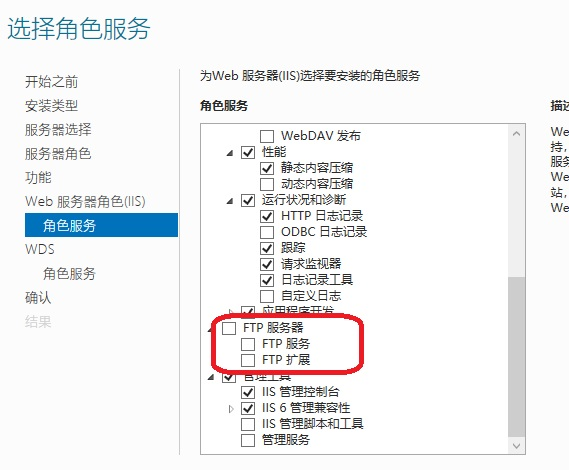 选择角色服务
开始之前
安装类型
服务器选择
服务器角色
功能
Web 服务器角色(IIS)
角色服务
WDS
角色服务
确认
结果
为Web 服务器(IIS)选择要安装的角色服务
角色服务
WebDAV 发布
性能
静态内容压缩
动态内容压缩
运行状况和诊断
HTTP 日志记录
ODBC 日志记录
跟踪
请求监视器
日志记录工具
自定义日志
应用程序开发
FTP 服务器
FTP 服务
FTP 扩展
管理工具
IIS 管理控制台
IIS 6 管理兼容性
IIS 管理脚本和工具
管理服务
描述
We
持，
服务
We
站，
We